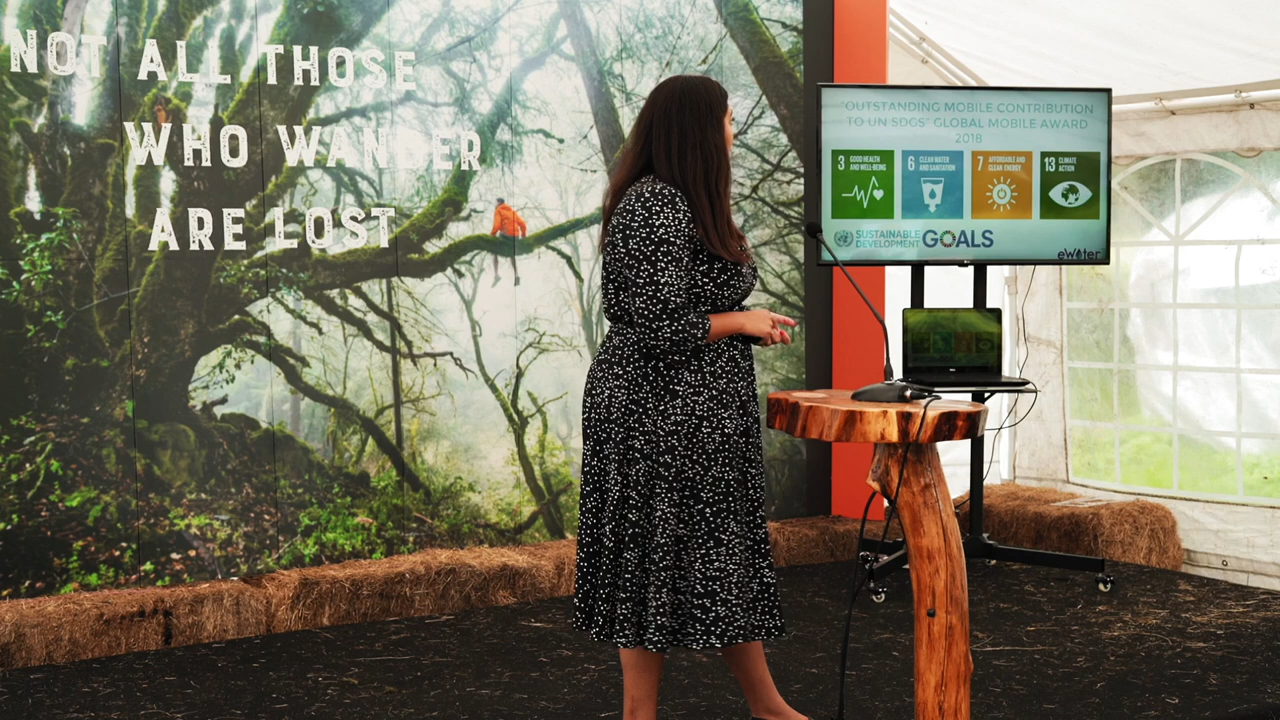 NOT ALL THOSE
WHO WANDER
ARE LOST
"OUTSTANDING MOBILE CONTRIBUTION
TO UN SDGS" GLOBAL MOBILE AWARD
2018
3 GOOD HEALTH
AND WELL-BEING
6 CLEAN WATER
AND SANITATION
7 AFFORDABLE AND
CLEAN ENERGY
13 CLIMATE
ACTION
SUSTAINABLE
DEVELOPMENT
GOALS
eWater